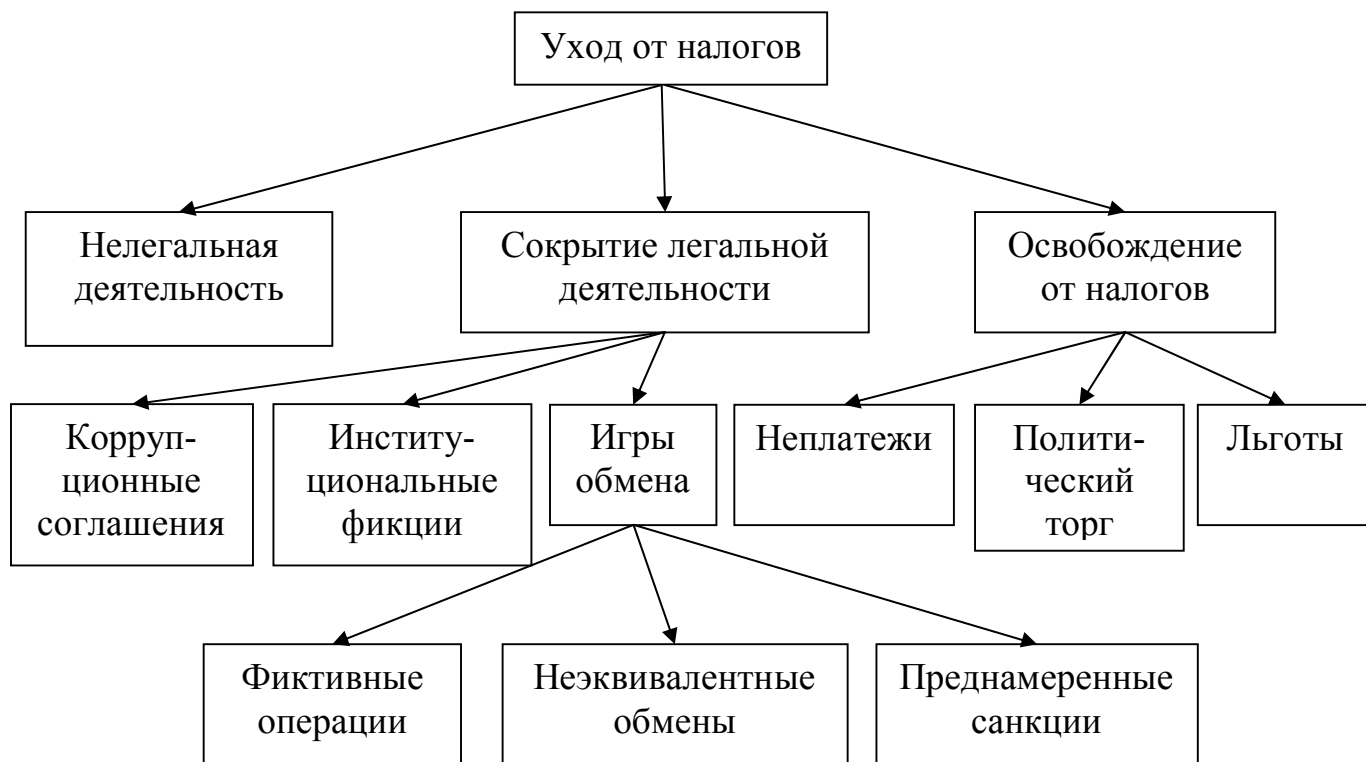 Уход от налогов
Нелегальная
деятельность
Сокрытие легальной
деятельности
Освобождение
от налогов
Корруп-
ционные
соглашения
Институ-
циональные
фикции
Игры
обмена
Неплатежи
Полити-
ческий
торг
Льготы
Фиктивные
операции
Неэквивалентные
обмены
Преднамеренные
санкции